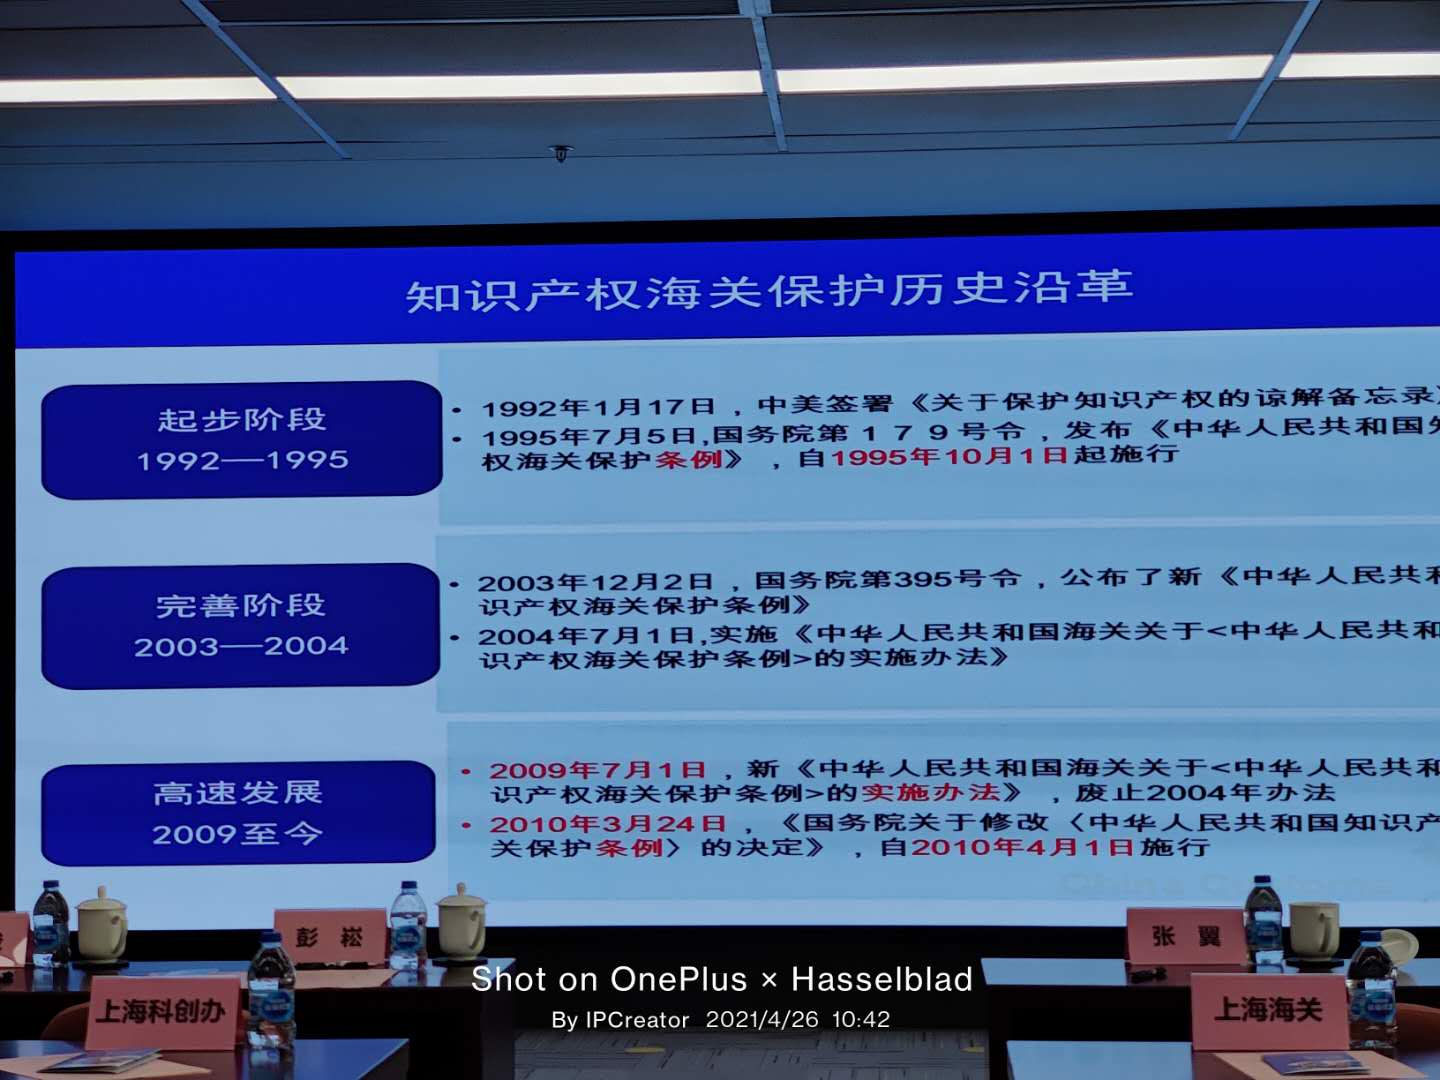 知识产权海关保护历史沿革
起步阶段
1992—1995
• 1992年1月17日，中美签署《关于保护知识产权的谅解备忘录》
• 1995年7月5日,国务院第１７９号令，发布《中华人民共和国知
权海关保护条例》，自1995年10月1日起施行
完善阶段
2003—2004
• 2003年12月2日，国务院第395号令，公布了新《中华人民共和
识产权海关保护条例》
• 2004年7月1日,实施《中华人民共和国海关关于<中华人民共和
识产权海关保护条例>的实施办法》
高速发展
2009至今
• 2009年7月1日，新《中华人民共和国海关关于<中华人民共和
识产权海关保护条例>的实施办法》，废止2004年办法
• 2010年3月24日，《国务院关于修改〈中华人民共和国知识产
关保护条例〉的决定》，自2010年4月1日施行
China Customs
彭崧
张翼
上海科创办
上海海关
Shot on OnePlus × Hasselblad
By IPCreator 2021/4/26 10:42